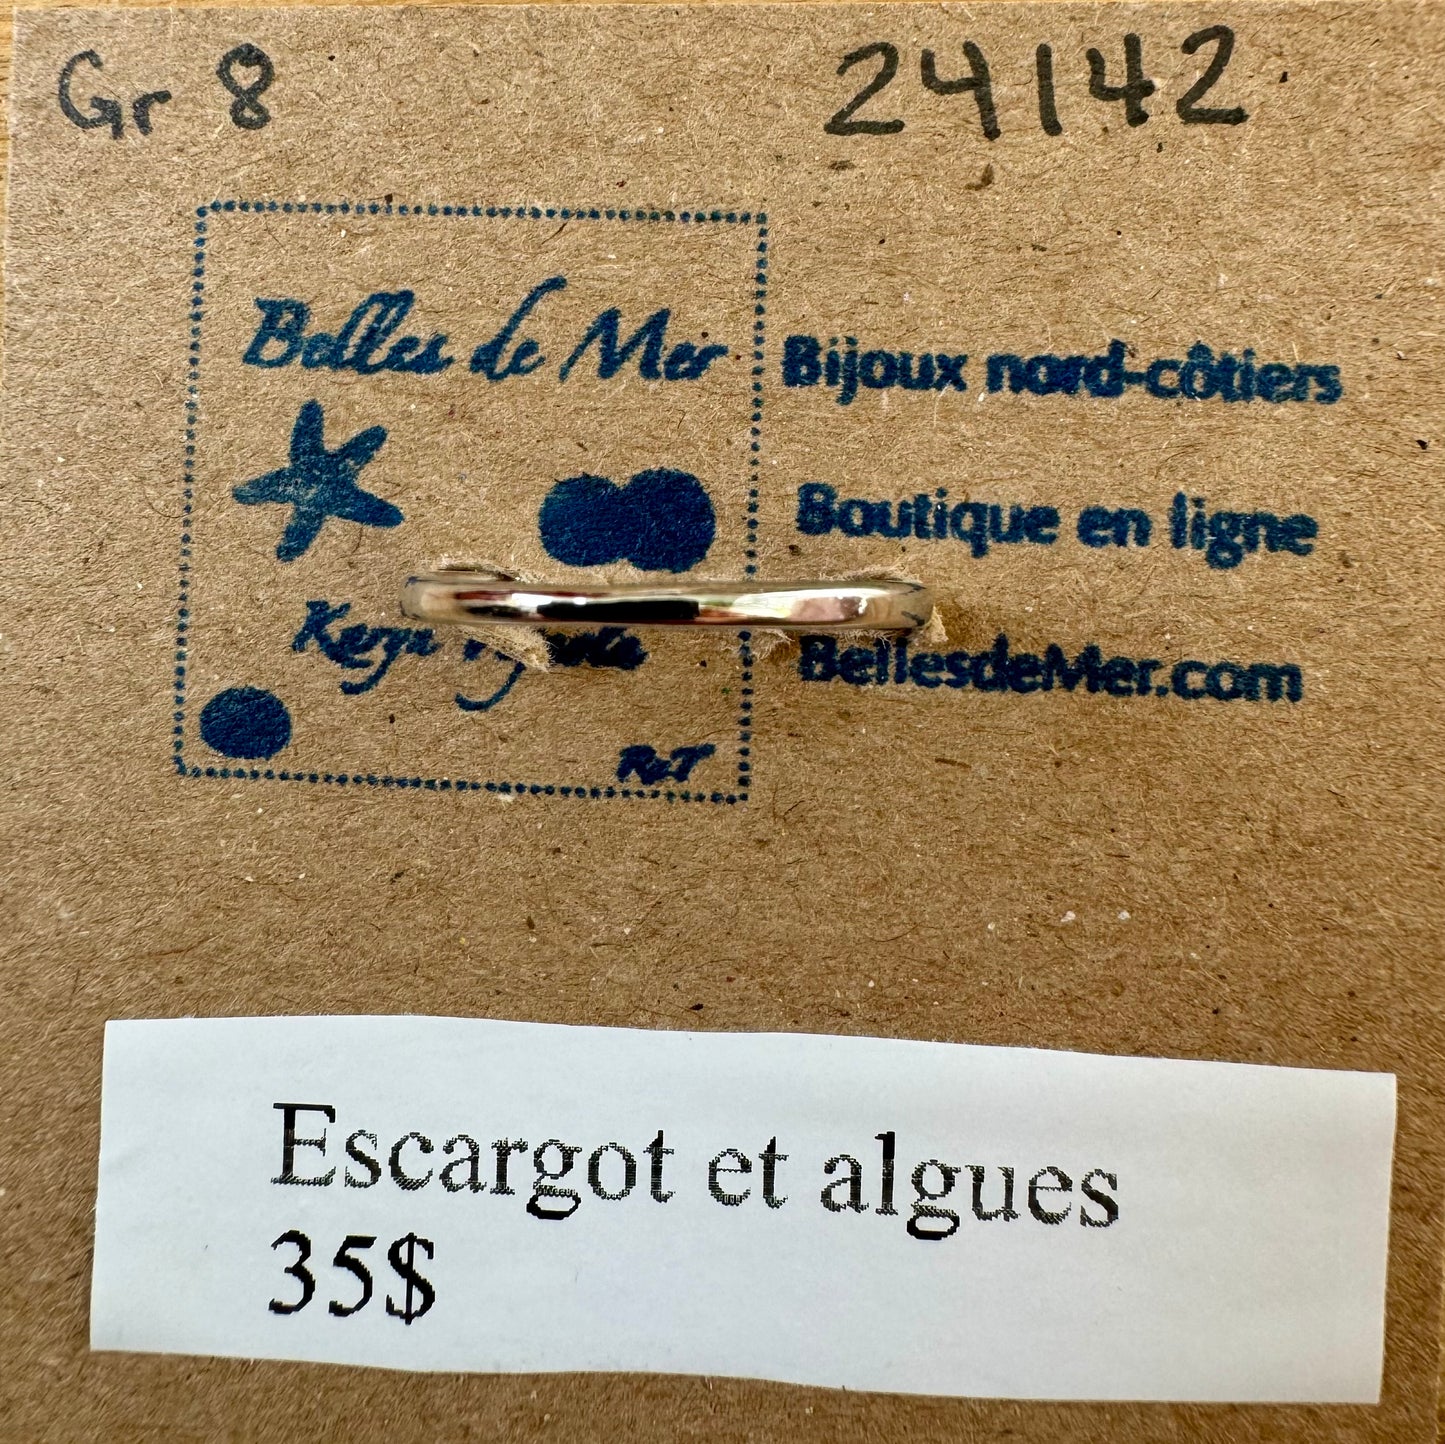 Gr 8
24142
Belles de Mer
Bijoux nord-côtiers
Boutique en ligne
BellesdeMer.com
Escargot et algues
35$